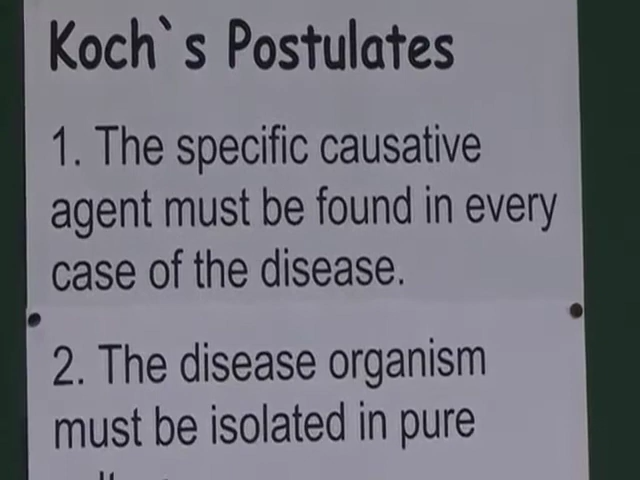 Koch`s Postulates
1. The specific causative
agent must be found in every
case of the disease.
2. The disease organism
must be isolated in pure